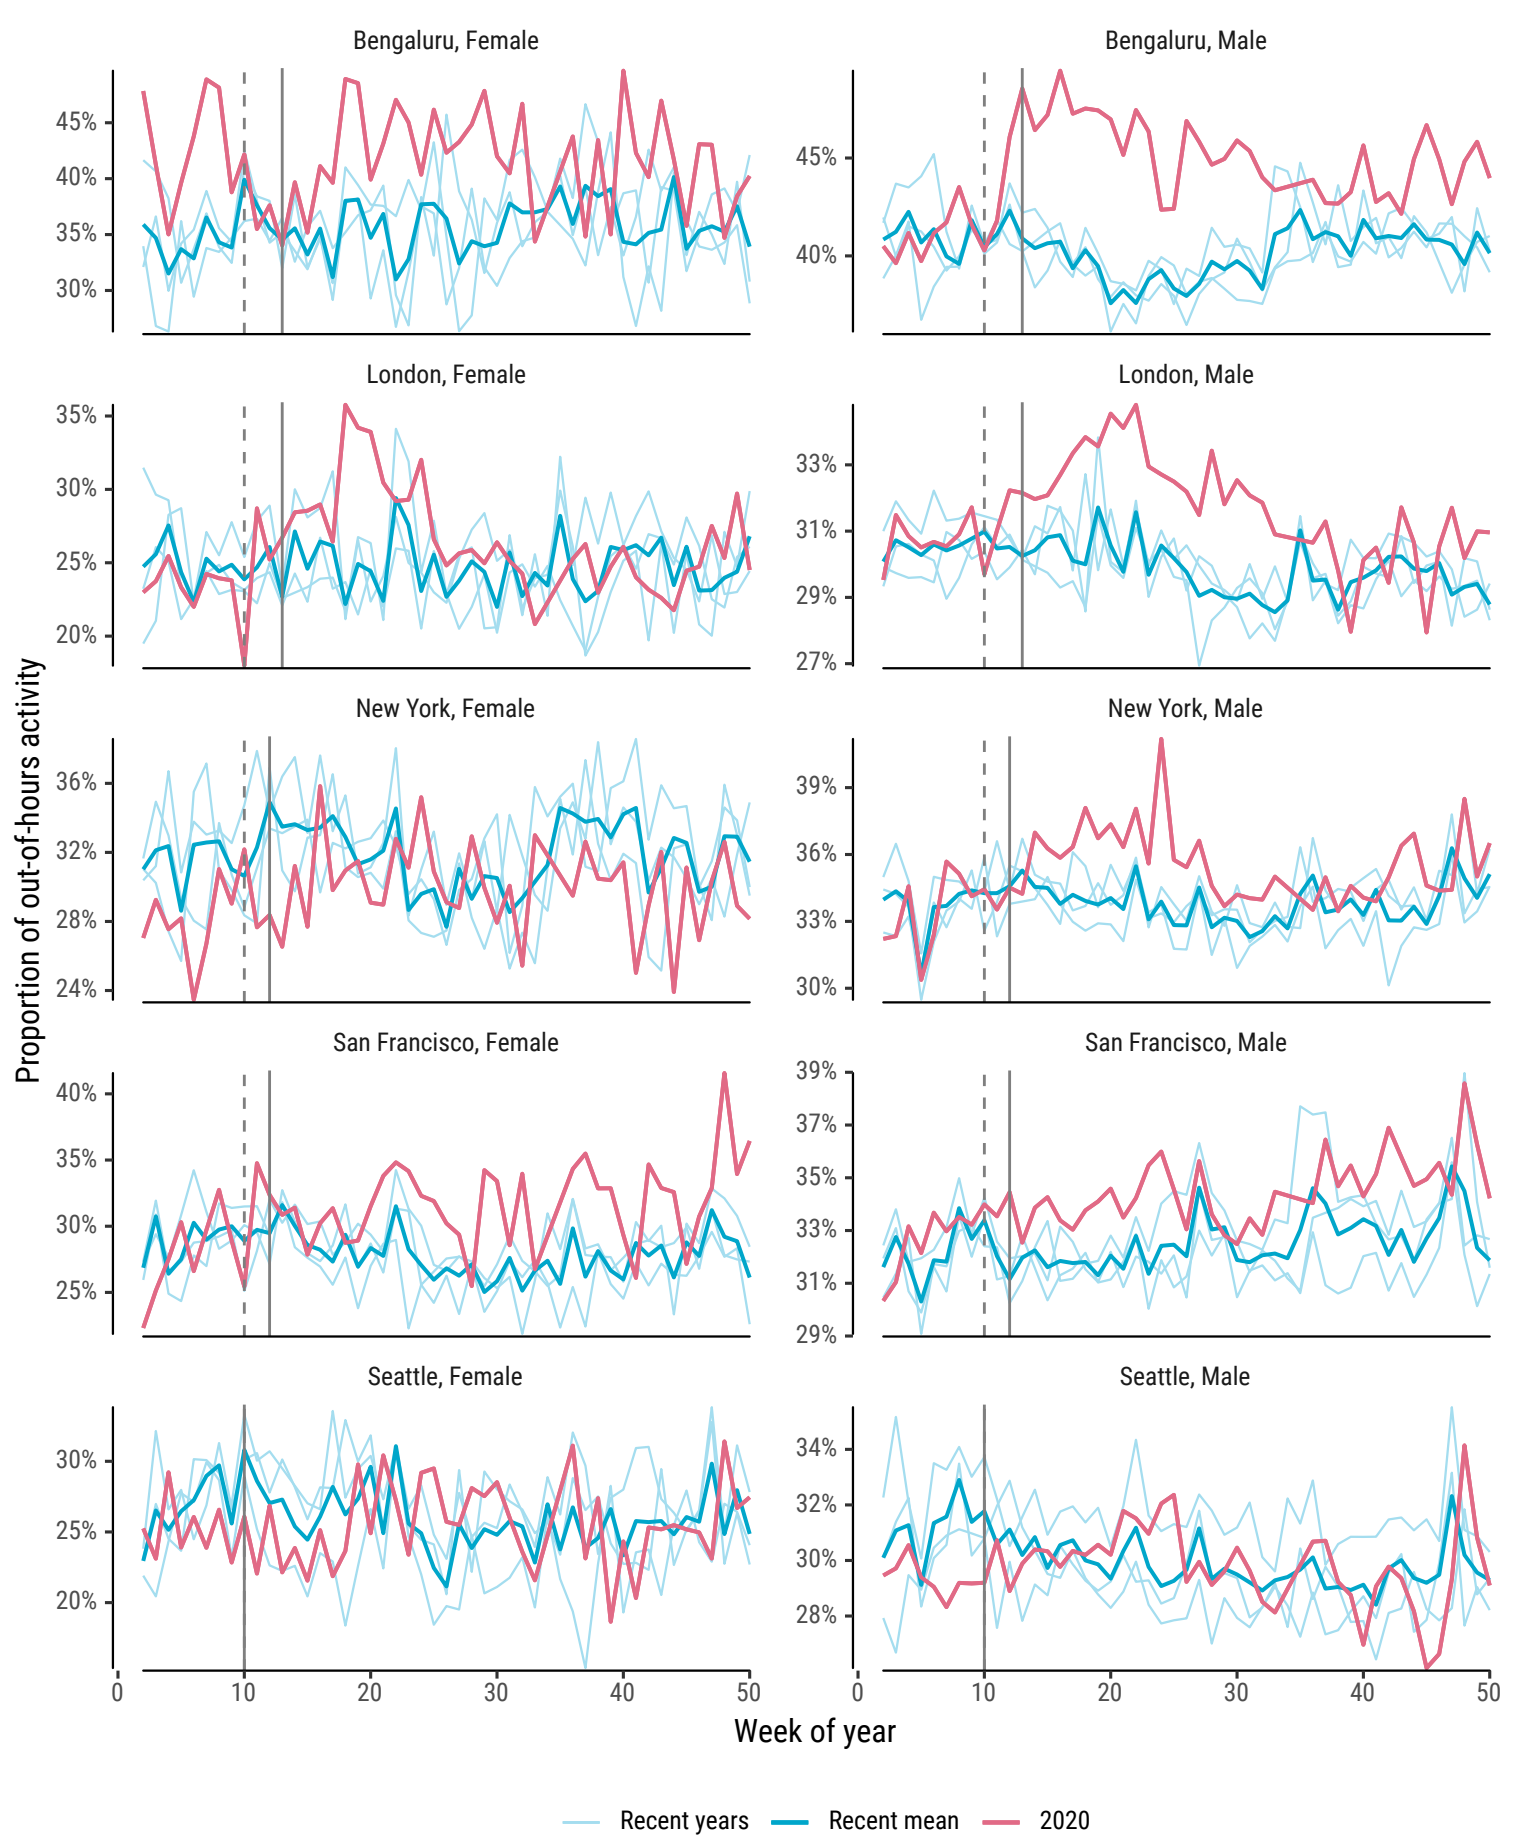 Bengaluru, Female
Bengaluru, Male
45%
40%
35%
30%
45%
40%
London, Female
London, Male
35%
30%
25%
20%
33%
31%
29%
27%
New York, Female
New York, Male
36%
32%
28%
24%
39%
36%
33%
30%
San Francisco, Female
San Francisco, Male
40%
35%
30%
25%
39%
37%
35%
33%
31%
29%
Seattle, Female
Seattle, Male
30%
25%
20%
34%
32%
30%
28%
0 10 20 30 40 50
0 10 20 30 40 50
Proportion of out-of-hours activity
Week of year
Recent years Recent mean 2020